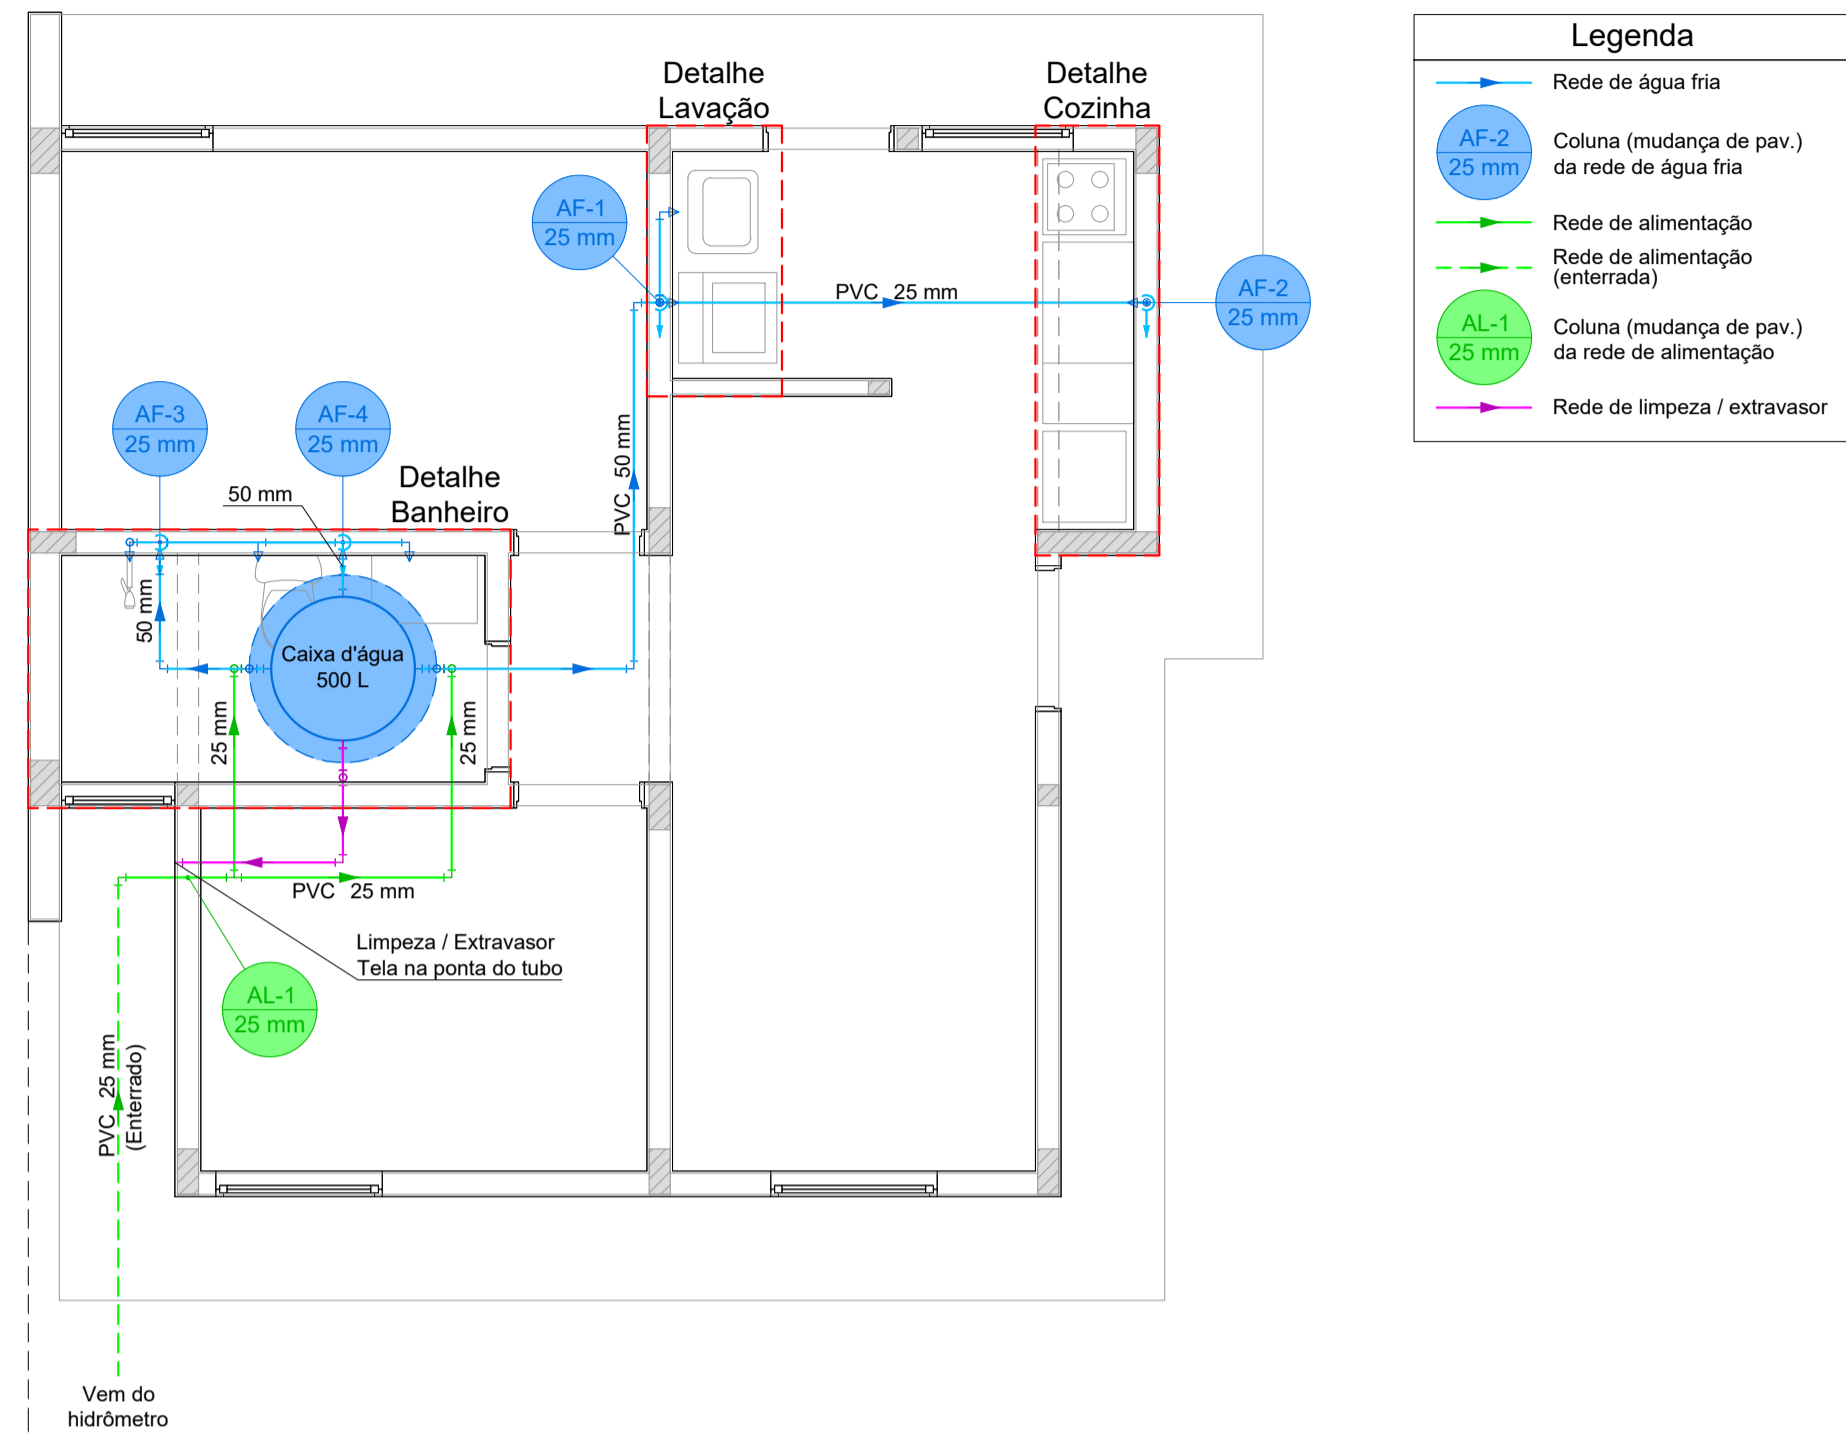 Detalhe
Lavação
Detalhe
Cozinha
Legenda
Rede de água fria
AF-2
25 mm
Coluna (mudança de pav.)
da rede de água fria
Rede de alimentação
Rede de alimentação
(enterrada)
AL-1
25 mm
Coluna (mudança de pav.)
da rede de alimentação
Rede de limpeza / extravasor
AF-1
25 mm
PVC 25 mm
AF-2
25 mm
AF-3
25 mm
AF-4
25 mm
PVC 50 mm
Detalhe
Banheiro
50 mm
50 mm
Caixa d'água
500 L
25 mm
25 mm
PVC 25 mm
Limpeza / Extravasor
Tela na ponta do tubo
AL-1
25 mm
PVC 25 mm
(Enterrado)
Vem do
hidrômetro